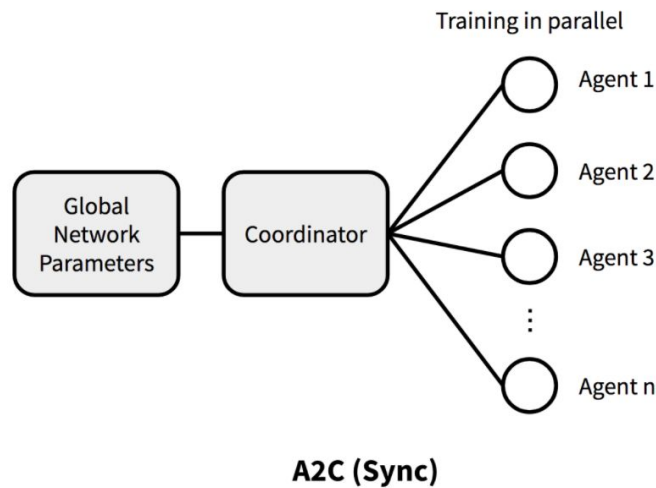 Training in parallel
Agent 1
Agent 2
Global
Network
Parameters
Coordinator
Agent 3
...
Agent n
A2C (Sync)